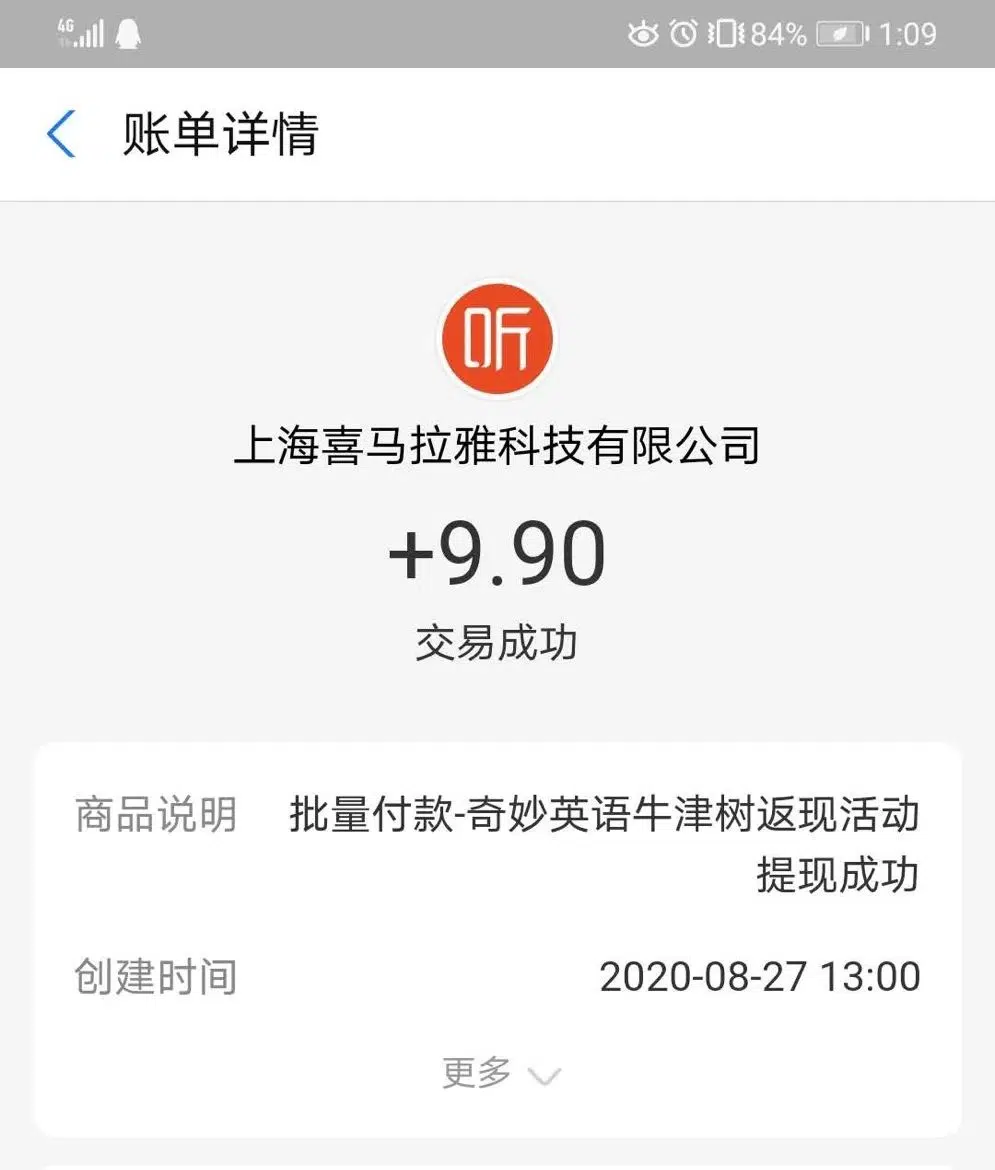 4G 84% 1:09
账单详情
听
上海喜马拉雅科技有限公司
+9.90
交易成功
商品说明 批量付款-奇妙英语牛津树返现活动
提现成功
创建时间 2020-08-27 13:00
更多